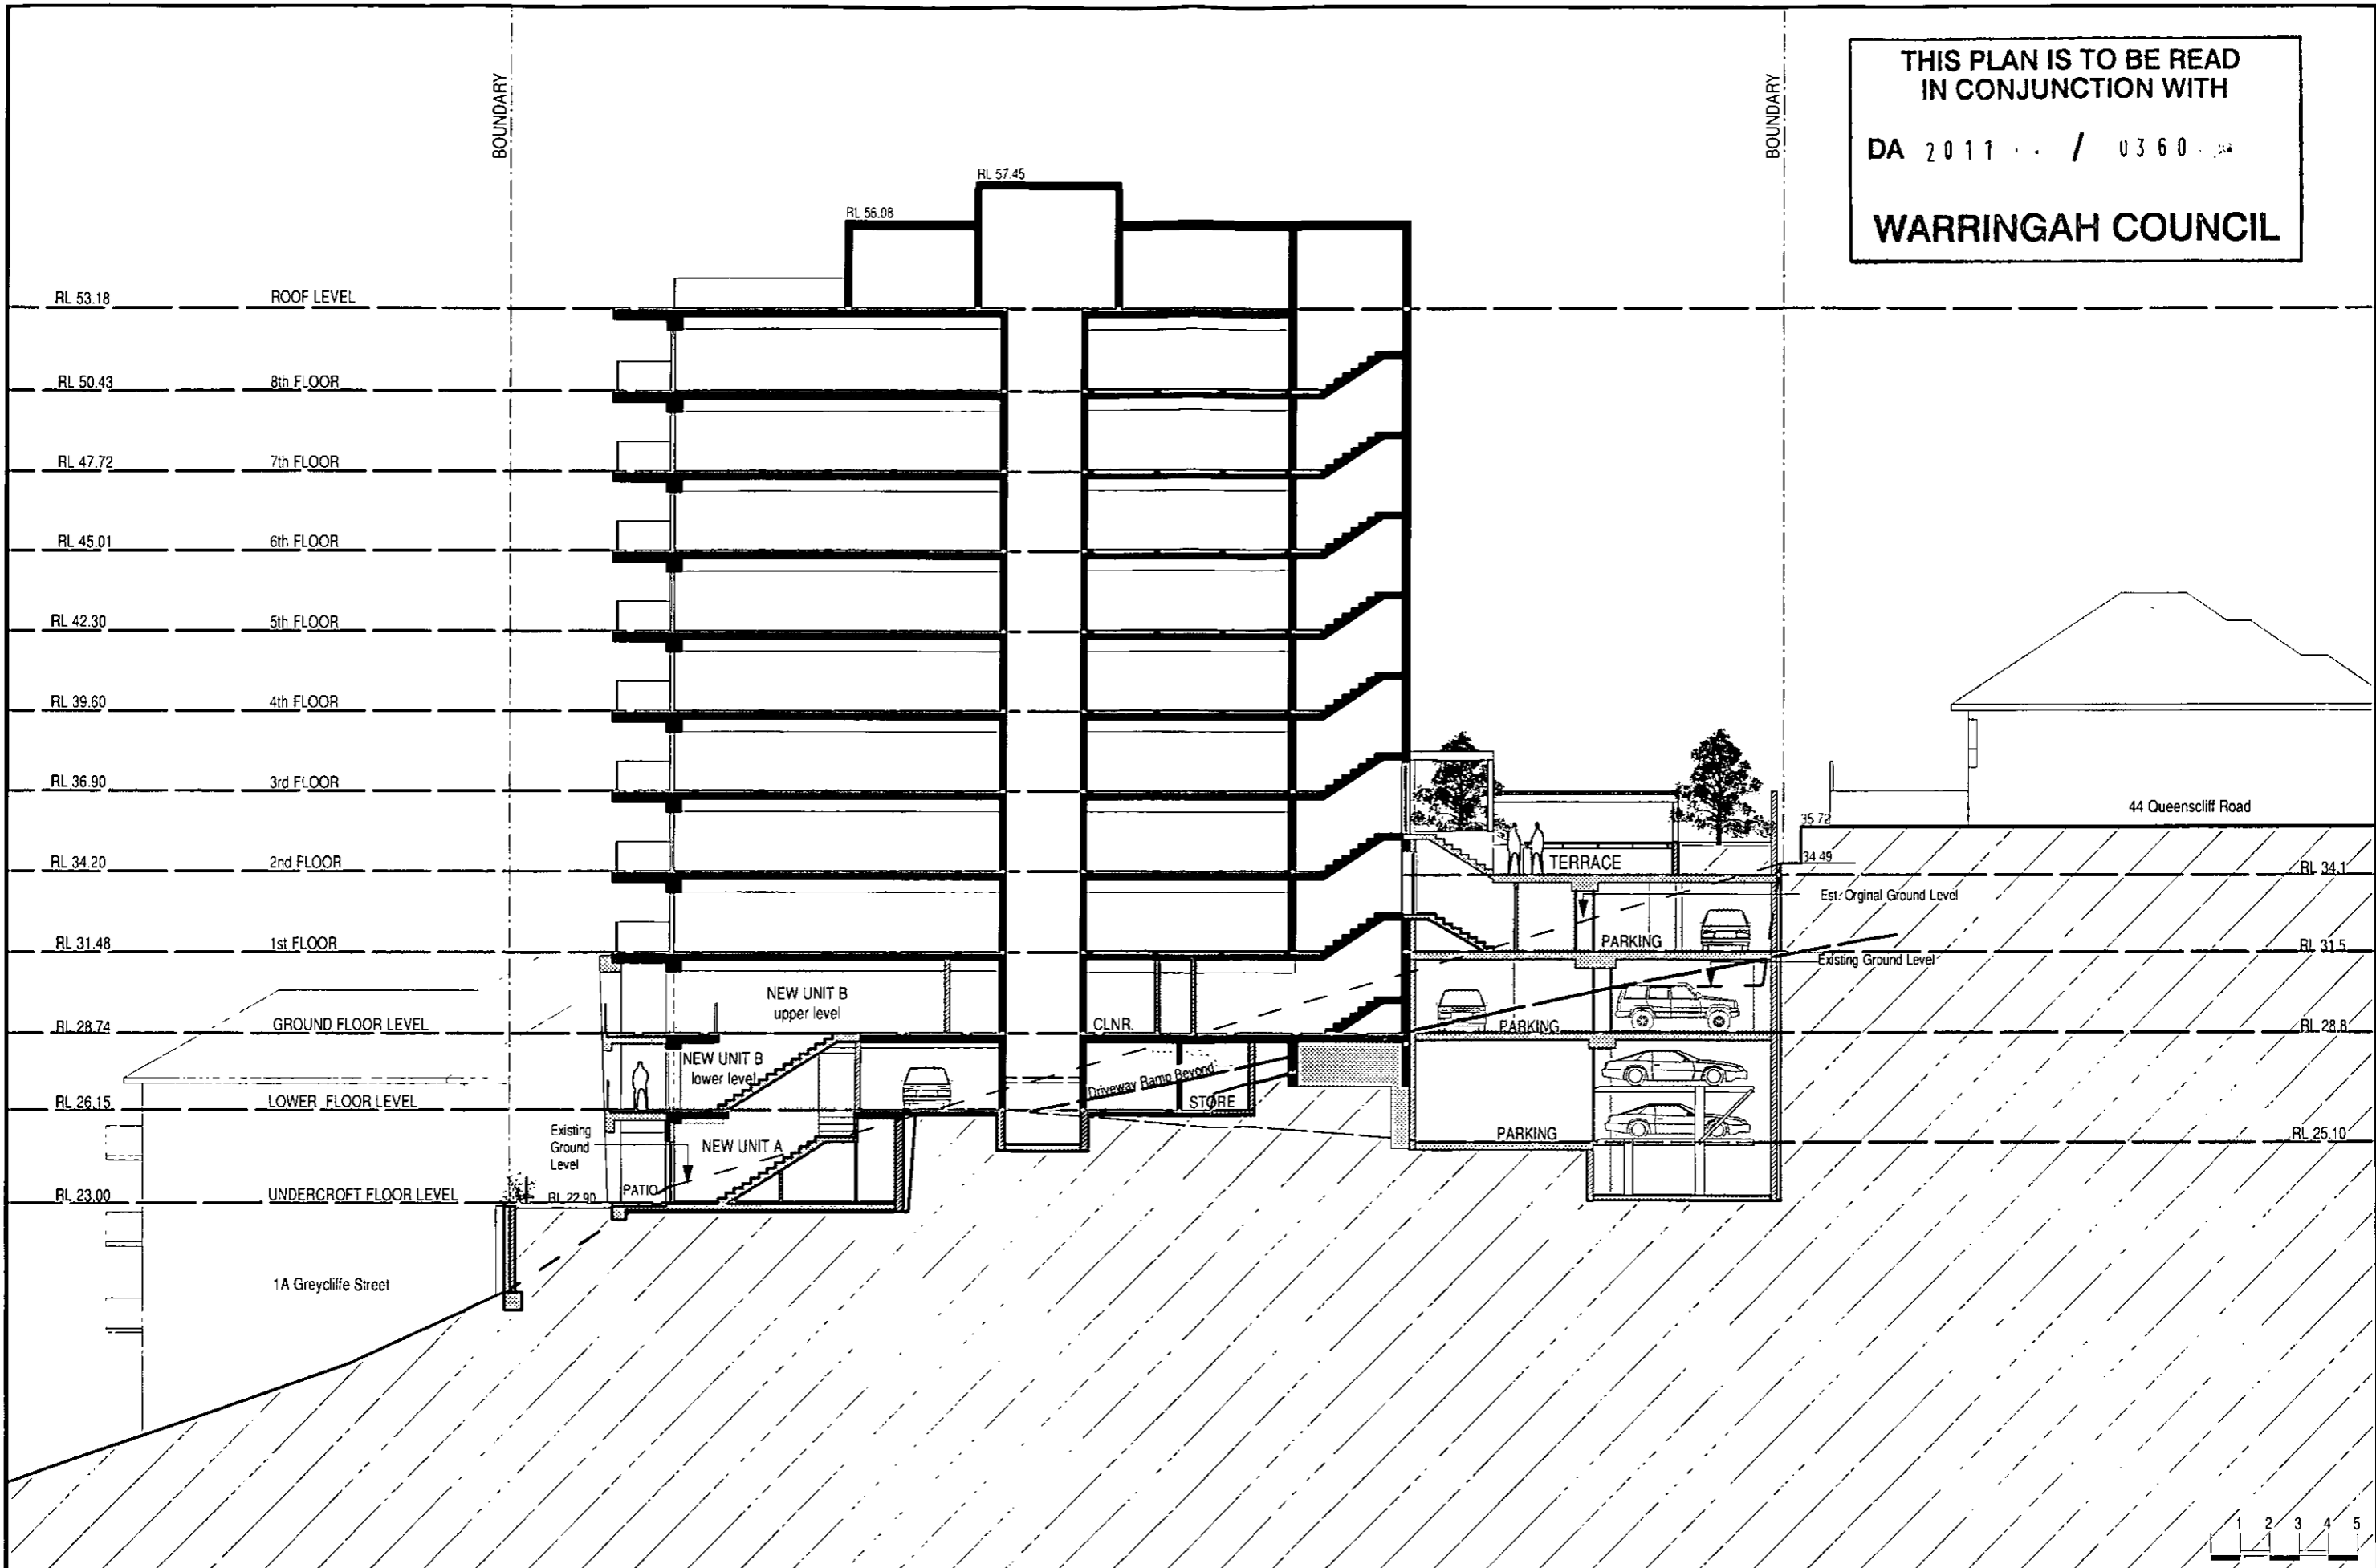 THIS PLAN IS TO BE READ
IN CONJUNCTION WITH
DA 2011 / 0360
WARRINGAH COUNCIL
BOUNDARY
BOUNDARY
RL 57.45
RL 56.08
RL 53.18 ROOF LEVEL
RL 50.43 8th FLOOR
RL 47.72 7th FLOOR
RL 45.01 6th FLOOR
RL 42.30 5th FLOOR
RL 39.60 4th FLOOR
RL 36.90 3rd FLOOR
44 Queenscliff Road
35 72
RL 34.20 2nd FLOOR
TERRACE
34 49
RL 34.1
Est. Orginal Ground Level
RL 31.48 1st FLOOR
PARKING
RL 31.5
Existing Ground Level
NEW UNIT B
upper level
RL 28.74 GROUND FLOOR LEVEL
CLNR.
PARKING
RL 28.8
NEW UNIT B
lower level
Driveway Ramp Beyond
RL 26.15 LOWER FLOOR LEVEL
STORE
Existing
Ground
Level
NEW UNIT A
PARKING
RL 25.10
PATIO
RL 23.00 UNDERCROFT FLOOR LEVEL
RL 22.90
1A Greycliffe Street
1 2 3 4 5